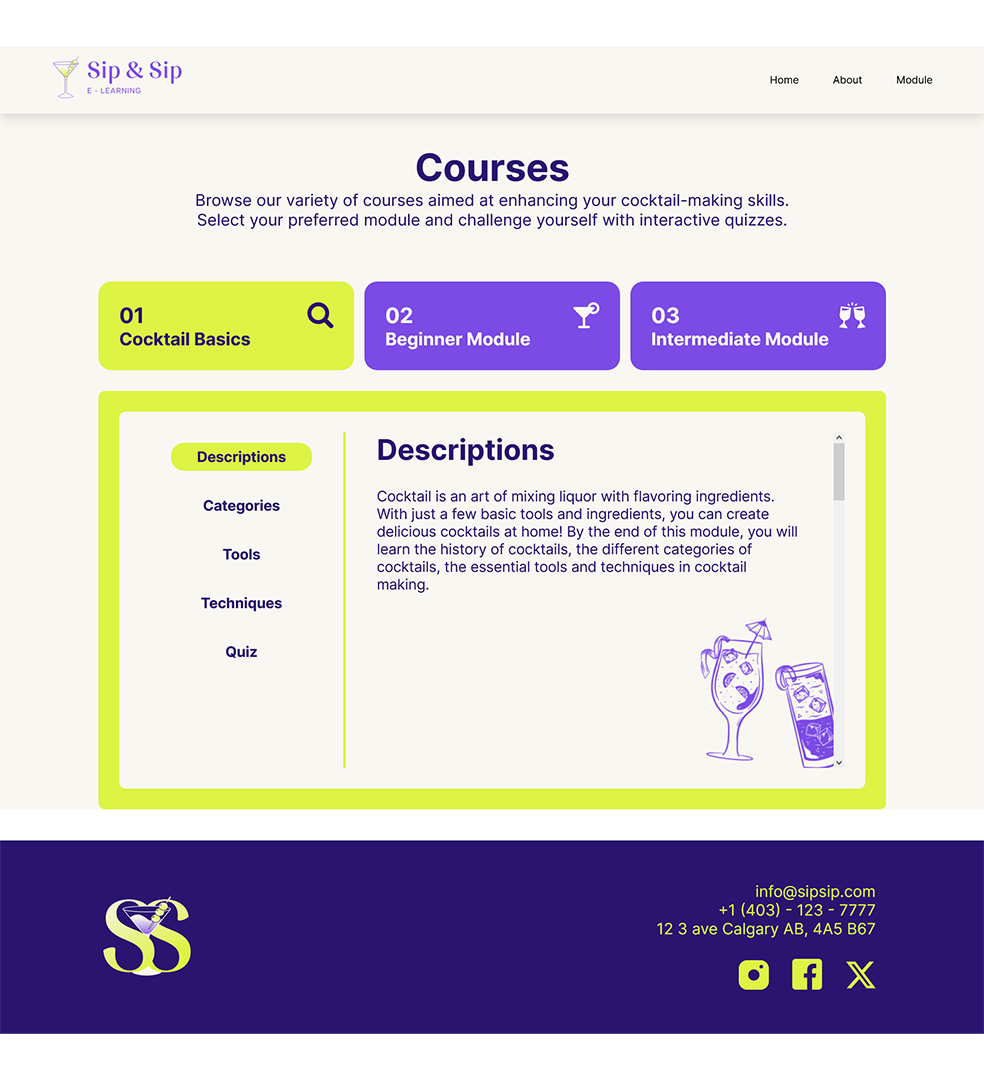 Sip & Sip
E - LEARNING
Home
About
Module
Courses
Browse our variety of courses aimed at enhancing your cocktail-making skills.
Select your preferred module and challenge yourself with interactive quizzes.
01
Cocktail Basics
02
Beginner Module
03
Intermediate Module
Descriptions
Categories
Tools
Techniques
Quiz
Descriptions
Cocktail is an art of mixing liquor with flavoring ingredients.
With just a few basic tools and ingredients, you can create
delicious cocktails at home! By the end of this module, you will
learn the history of cocktails, the different categories of
cocktails, the essential tools and techniques in cocktail
making.
SS
info@sipsip.com
+1 (403) - 123 - 7777
12 3 ave Calgary AB, 4A5 B67